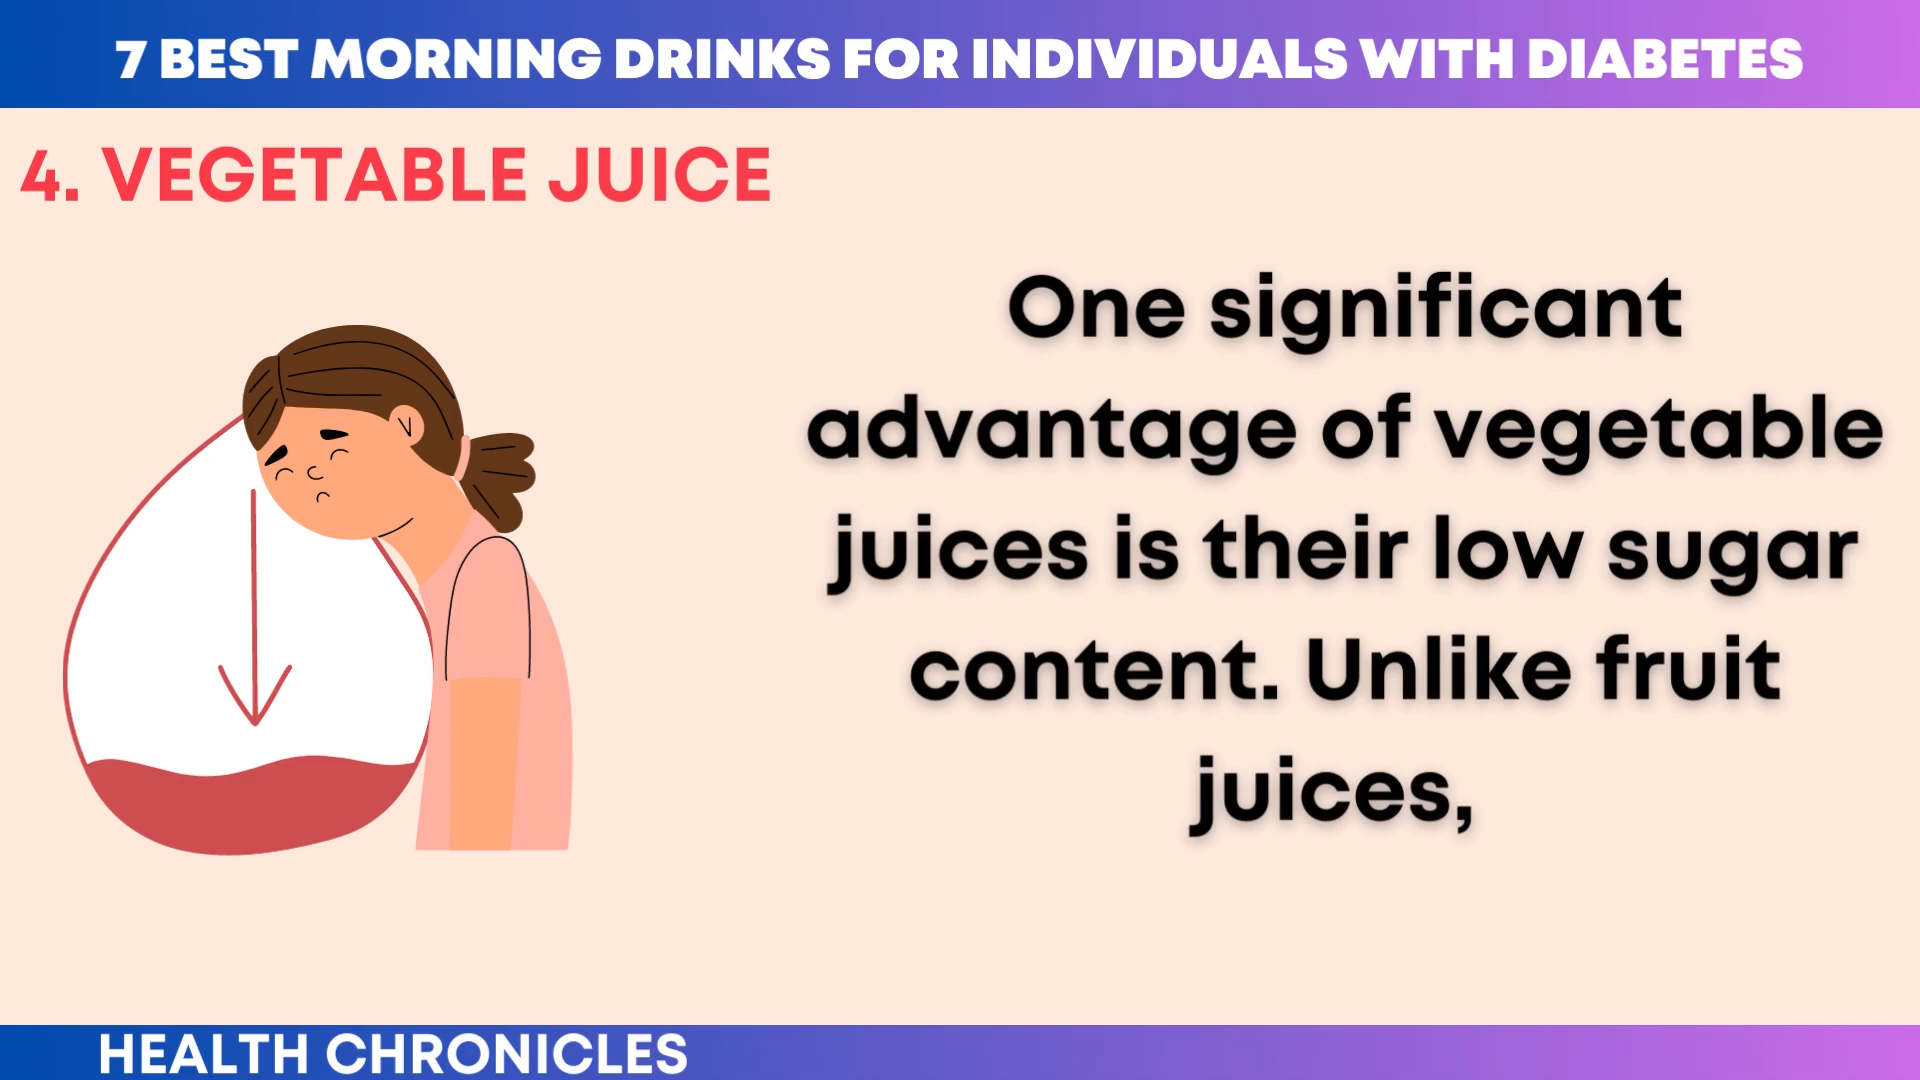 7 BEST MORNING DRINKS FOR INDIVIDUALS WITH DIABETES
4. VEGETABLE JUICE
One significant
advantage of vegetable
juices is their low sugar
content. Unlike fruit
juices,
HEALTH CHRONICLES